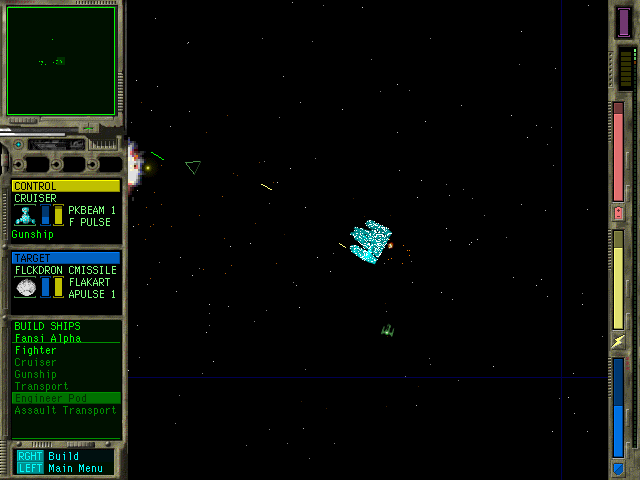 CONTROL
CRUISER
PKBEAM 1
F PULSE
Gunship
TARGET
FLCKDRON CMISSILE
FLAKART
APULSE 1
BUILD SHIPS
Fansi Alpha
Fighter
Cruiser
Gunship
Transport
Engineer Pod
Assault Transport
RGHT Build
LEFT Main Menu